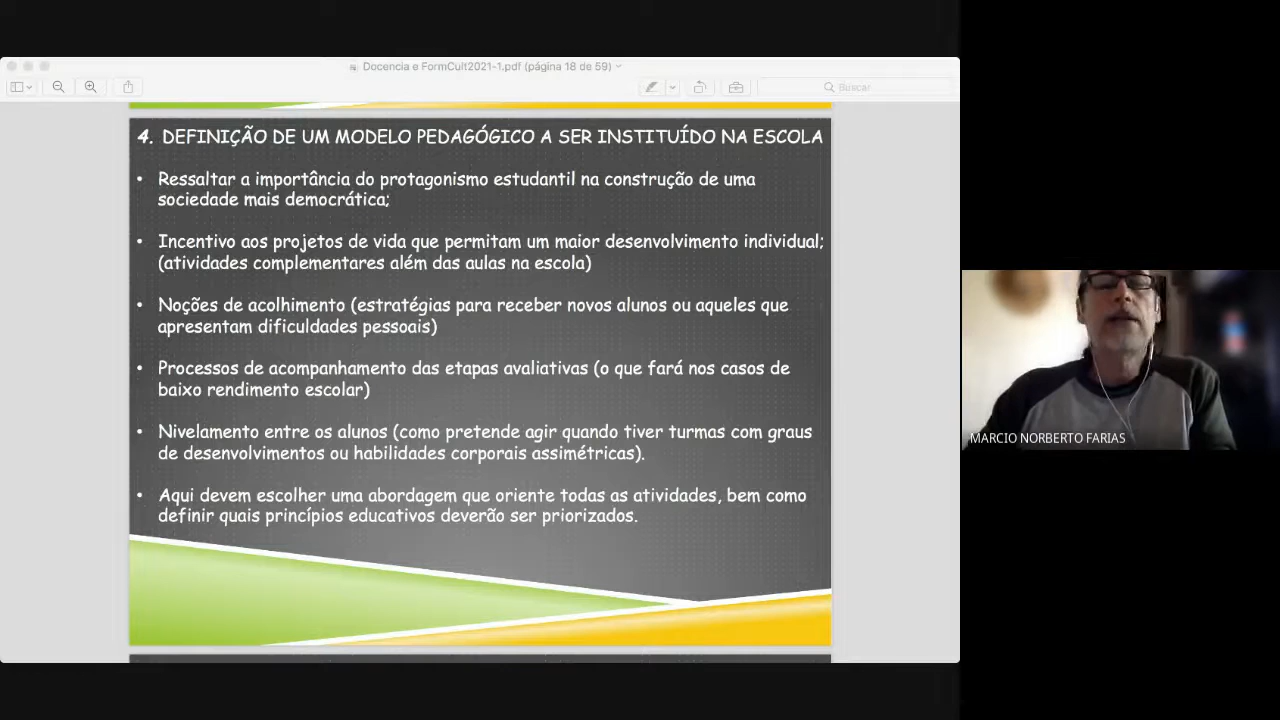 Docencia e FormCult2021-1.pdf (página 18 de 59)
Buscar
4. DEFINIÇÃO DE UM MODELO PEDAGÓGICO A SER INSTITUÍDO NA ESCOLA
• Ressaltar a importância do protagonismo estudantil na construção de uma
sociedade mais democrática;
• Incentivo aos projetos de vida que permitam um maior desenvolvimento individual;
(atividades complementares além das aulas na escola)
• Noções de acolhimento (estratégias para receber novos alunos ou aqueles que
apresentam dificuldades pessoais)
• Processos de acompanhamento das etapas avaliativas (o que fará nos casos de
baixo rendimento escolar)
• Nivelamento entre os alunos (como pretende agir quando tiver turmas com graus
de desenvolvimentos ou habilidades corporais assimétricas).
• Aqui devem escolher uma abordagem que oriente todas as atividades, bem como
definir quais princípios educativos deverão ser priorizados.
MARCIO NORBERTO FARIAS